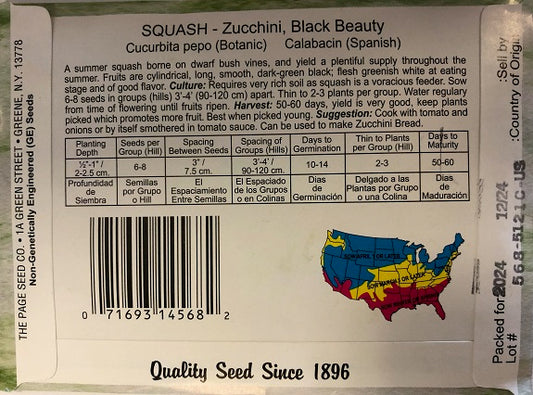 SQUASH - Zucchini, Black Beauty
Cucurbita pepo (Botanic) Calabacin (Spanish)
A summer squash borne on dwarf bush vines, and yield a plentiful supply throughout the
summer. Fruits are cylindrical, long, smooth, dark-green black; flesh greenish white at eating
stage and of good flavor. Culture: Requires very rich soil as squash is a voracious feeder. Sow
6-8 seeds in groups (hills) 3'-4' (90-120 cm) apart. Thin to 2-3 plants per group. Water regulary
from time of flowering until fruits ripen. Harvest: 50-60 days, yield is very good, keep plants
picked which promotes more fruit. Best when picked young. Suggestion: Cook with tomato and
onions or by itself smothered in tomato sauce. Can be used to make Zucchini Bread.
Planting Depth Seeds per Group (Hill) Spacing Between Seeds Spacing of Groups (Hills) Days to Germination Thin to Plants per Group (Hill) Days to Maturity
½"-1" / 2-2.5 cm. 6-8 3" / 7.5 cm. 3'-4' / 90-120 cm. 10-14 2-3 50-60
Profundidad de Siembra Semillas por Grupo o Hill El Espaciamiento Entre Semillas El Espaciado de los Grupos o en Colinas Dias de Germinación Delgado a las Plantas por Grupo o una Colina Dias de Maduración
0 71693 14568 2
SOW APRIL 1 OR LATER
SOW MARCH 1 OR LATER
Quality Seed Since 1896
THE PAGE SEED CO. • 1A GREEN STREET • GREENE, N.Y. 13778
Non-Genetically Engineered (GE) Seeds
Packed for 2024 12/24 :Sell by
Lot # 568-512 1C US :Country of Origin